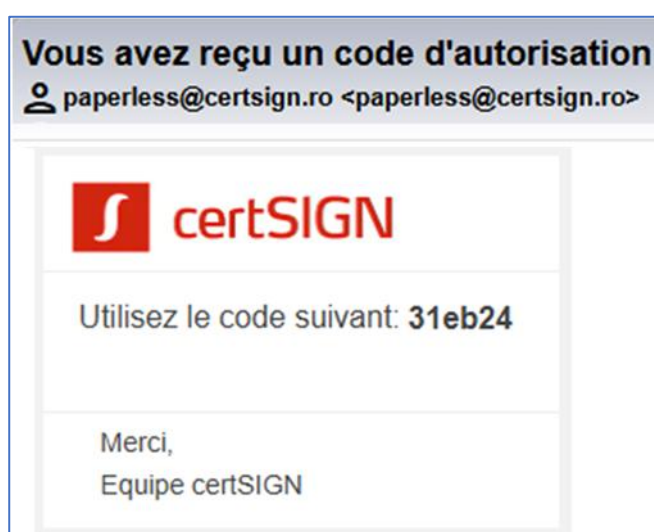 Vous avez reçu un code d'autorisation
paperless@certsign.ro <paperless@certsign.ro>
certSIGN
Utilisez le code suivant: 31eb24
Merci,
Equipe certSIGN